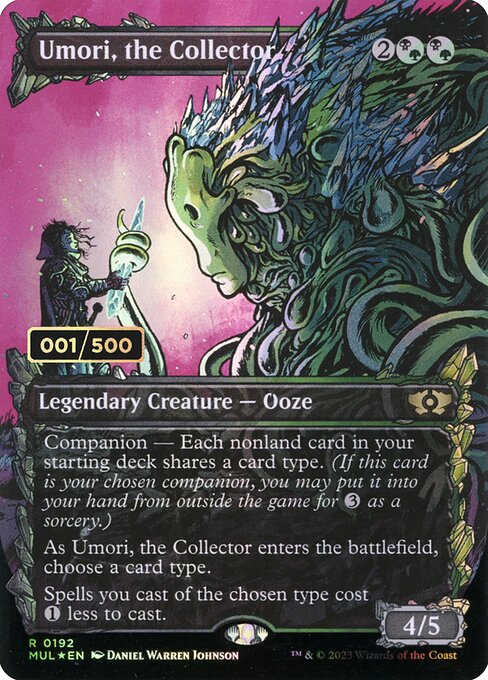 Umori, the Collector 2
001/500
Legendary Creature — Ooze
Companion — Each nonland card in your
starting deck shares a card type. (If this card
is your chosen companion, you may put it into
your hand from outside the game for 3 as a
sorcery.)
As Umori, the Collector enters the battlefield,
choose a card type.
Spells you cast of the chosen type cost
1 less to cast.
4/5
R 0192
MUL★EN Daniel Warren Johnson
™ & © 2023 Wizards of the Coast